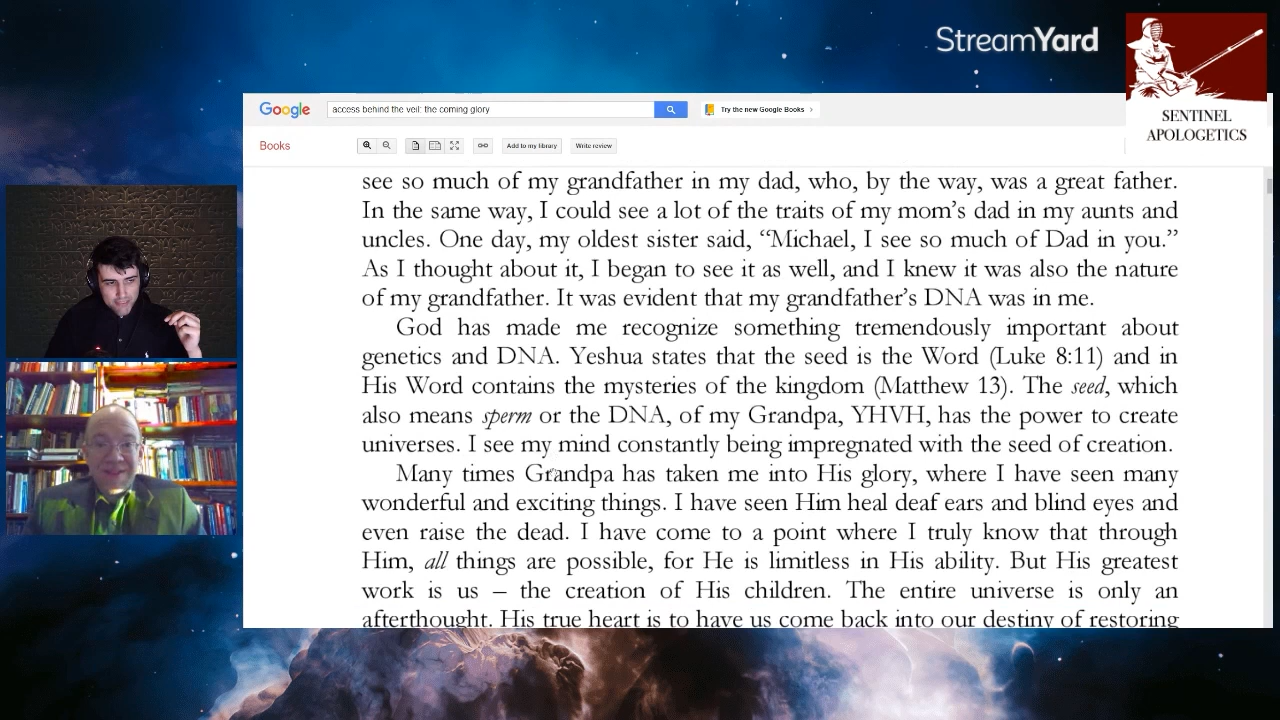 StreamYard
SENTINEL
APOLOGETICS
Google
access behind the veil: the coming glory
Try the new Google Books
Books
Add to my library
Write review
see so much of my grandfather in my dad, who, by the way, was a great father.
In the same way, I could see a lot of the traits of my mom's dad in my aunts and
uncles. One day, my oldest sister said, “Michael, I see so much of Dad in you.”
As I thought about it, I began to see it as well, and I knew it was also the nature
of my grandfather. It was evident that my grandfather's DNA was in me.
God has made me recognize something tremendously important about
genetics and DNA. Yeshua states that the seed is the Word (Luke 8:11) and in
His Word contains the mysteries of the kingdom (Matthew 13). The seed, which
also means sperm or the DNA, of my Grandpa, YHVH, has the power to create
universes. I see my mind constantly being impregnated with the seed of creation.
Many times Grandpa has taken me into His glory, where I have seen many
wonderful and exciting things. I have seen Him heal deaf ears and blind eyes and
even raise the dead. I have come to a point where I truly know that through
Him, all things are possible, for He is limitless in His ability. But His greatest
work is us – the creation of His children. The entire universe is only an
afterthought. His true heart is to have us come back into our destiny of restoring